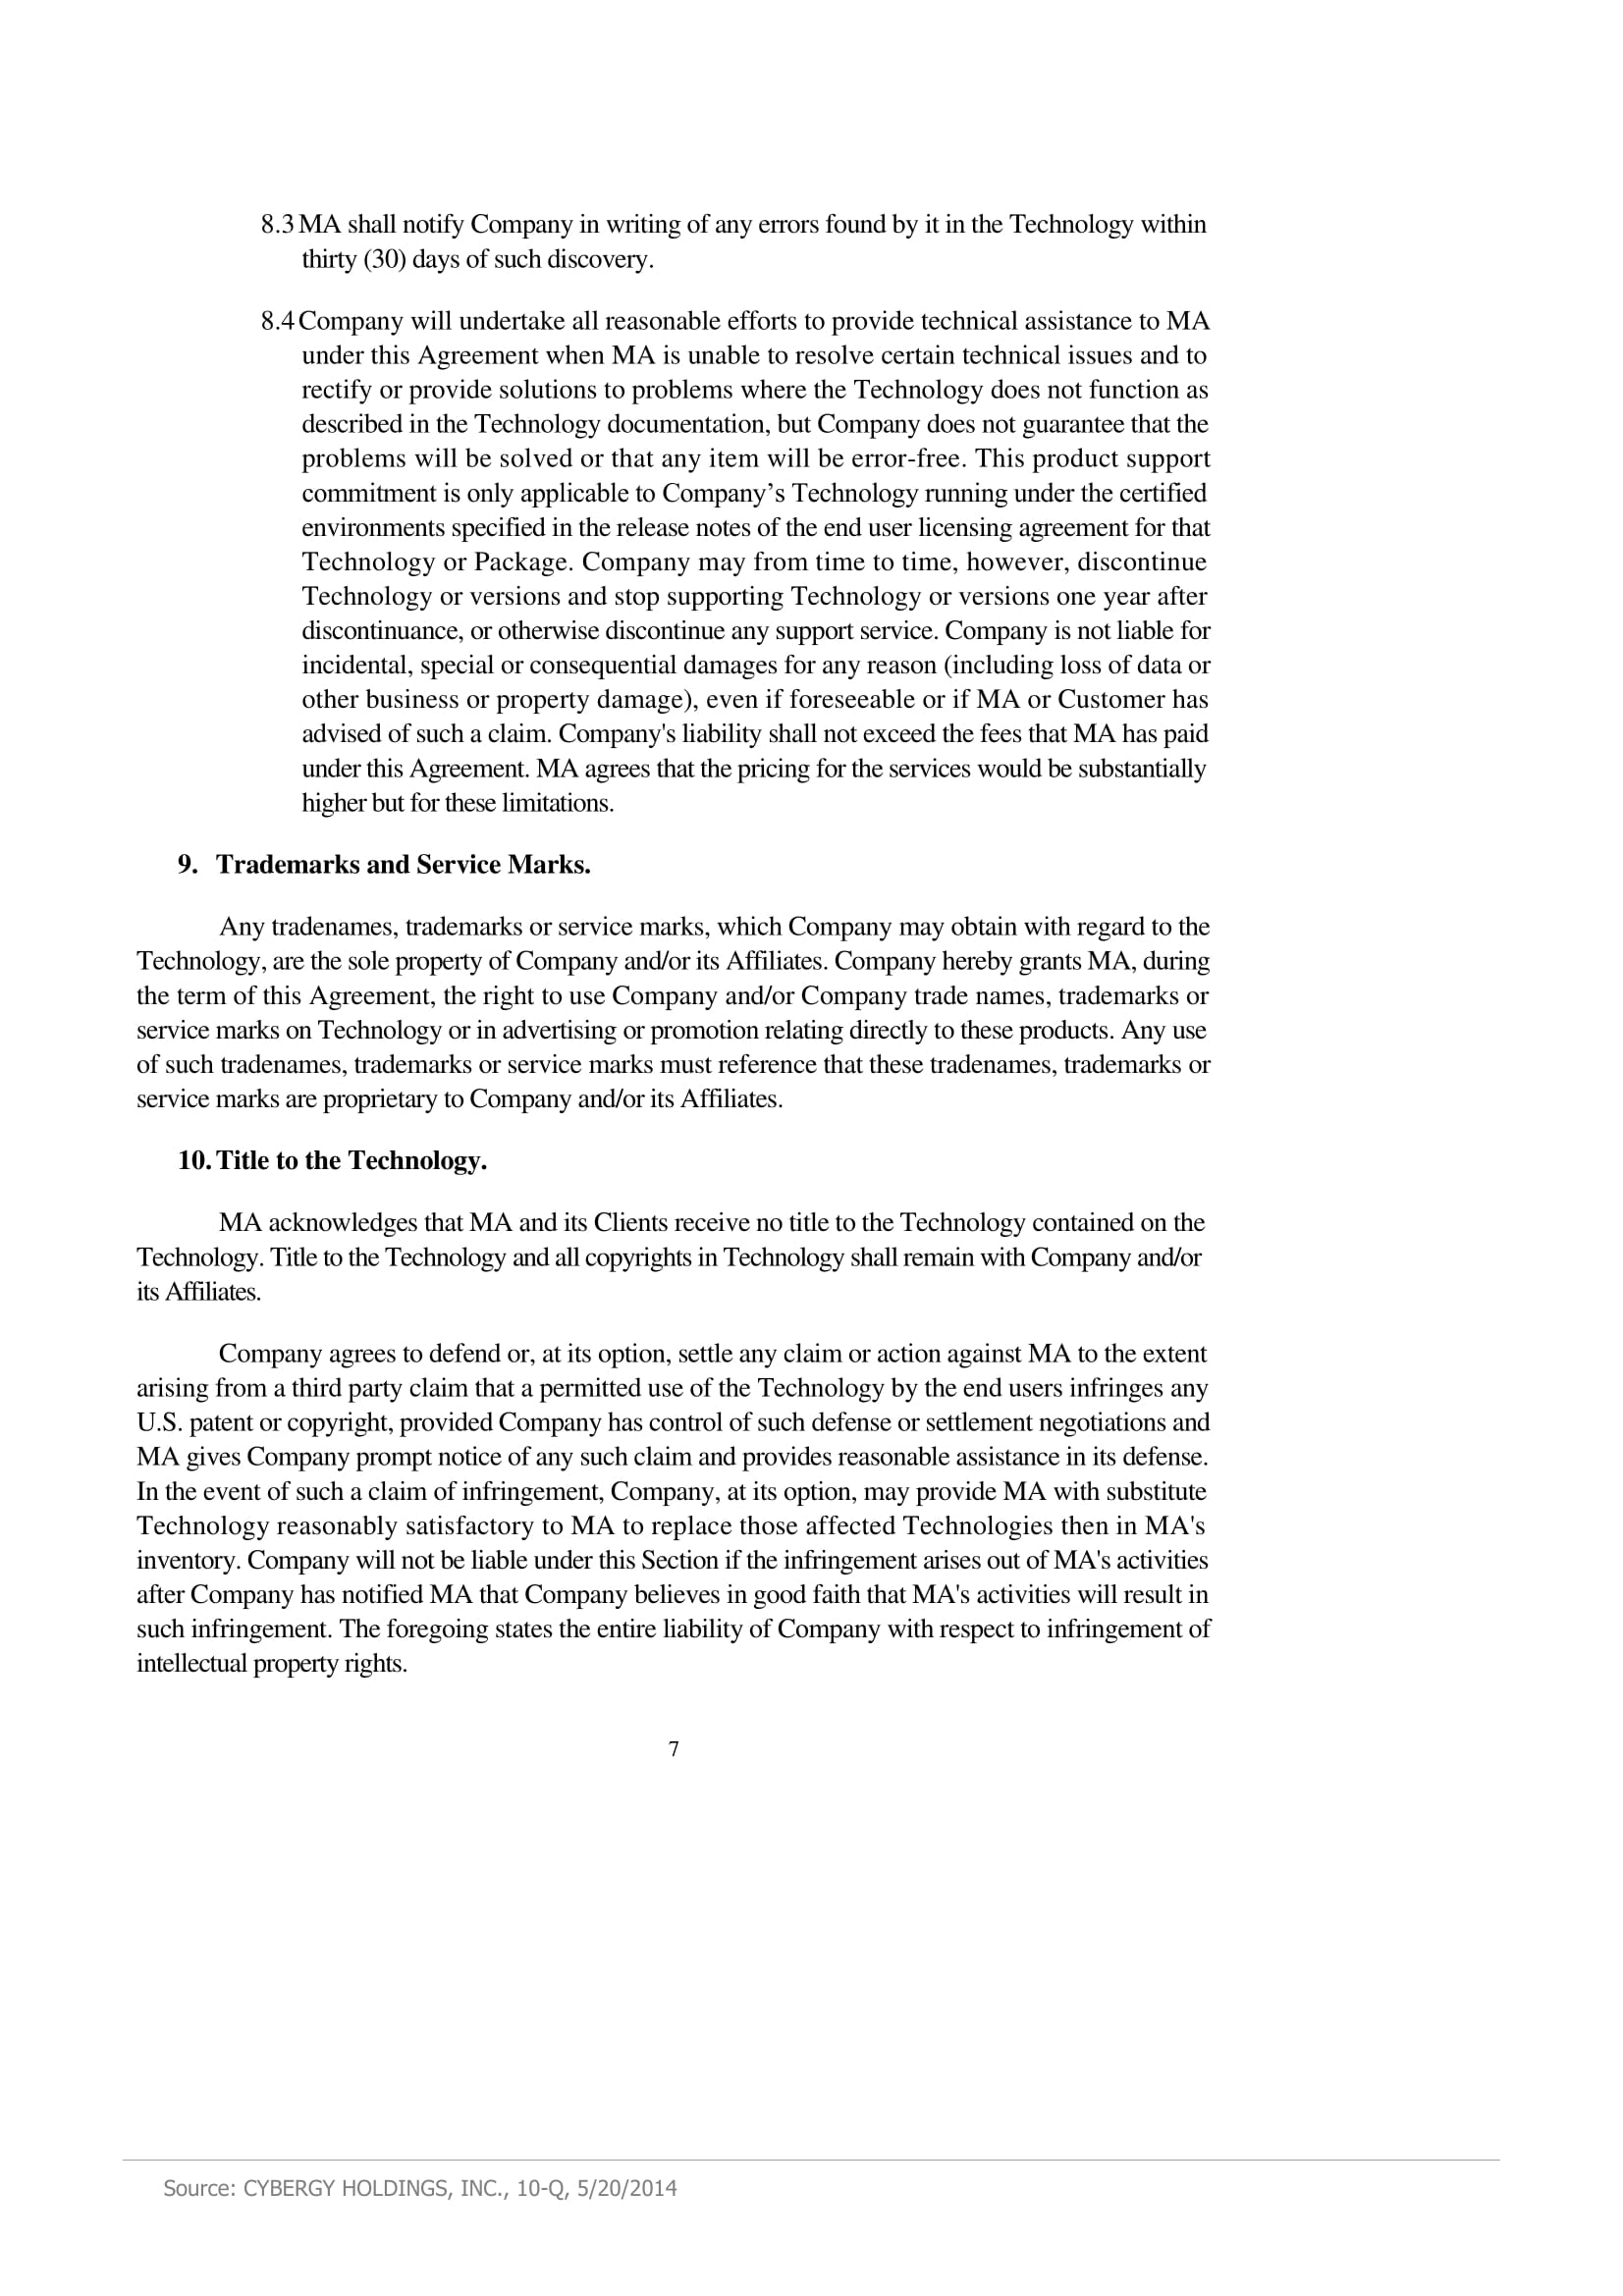 8.3 MA shall notify Company in writing of any errors found by it in the Technology within
thirty (30) days of such discovery.
8.4 Company will undertake all reasonable efforts to provide technical assistance to MA
under this Agreement when MA is unable to resolve certain technical issues and to
rectify or provide solutions to problems where the Technology does not function as
described in the Technology documentation, but Company does not guarantee that the
problems will be solved or that any item will be error-free. This product support
commitment is only applicable to Company’s Technology running under the certified
environments specified in the release notes of the end user licensing agreement for that
Technology or Package. Company may from time to time, however, discontinue
Technology or versions and stop supporting Technology or versions one year after
discontinuance, or otherwise discontinue any support service. Company is not liable for
incidental, special or consequential damages for any reason (including loss of data or
other business or property damage), even if foreseeable or if MA or Customer has
advised of such a claim. Company's liability shall not exceed the fees that MA has paid
under this Agreement. MA agrees that the pricing for the services would be substantially
higher but for these limitations.
9. Trademarks and Service Marks.
Any tradenames, trademarks or service marks, which Company may obtain with regard to the
Technology, are the sole property of Company and/or its Affiliates. Company hereby grants MA, during
the term of this Agreement, the right to use Company and/or Company trade names, trademarks or
service marks on Technology or in advertising or promotion relating directly to these products. Any use
of such tradenames, trademarks or service marks must reference that these tradenames, trademarks or
service marks are proprietary to Company and/or its Affiliates.
10. Title to the Technology.
MA acknowledges that MA and its Clients receive no title to the Technology contained on the
Technology. Title to the Technology and all copyrights in Technology shall remain with Company and/or
its Affiliates.
Company agrees to defend or, at its option, settle any claim or action against MA to the extent
arising from a third party claim that a permitted use of the Technology by the end users infringes any
U.S. patent or copyright, provided Company has control of such defense or settlement negotiations and
MA gives Company prompt notice of any such claim and provides reasonable assistance in its defense.
In the event of such a claim of infringement, Company, at its option, may provide MA with substitute
Technology reasonably satisfactory to MA to replace those affected Technologies then in MA's
inventory. Company will not be liable under this Section if the infringement arises out of MA's activities
after Company has notified MA that Company believes in good faith that MA's activities will result in
such infringement. The foregoing states the entire liability of Company with respect to infringement of
intellectual property rights.
7
Source: CYBERGY HOLDINGS, INC., 10-Q, 5/20/2014